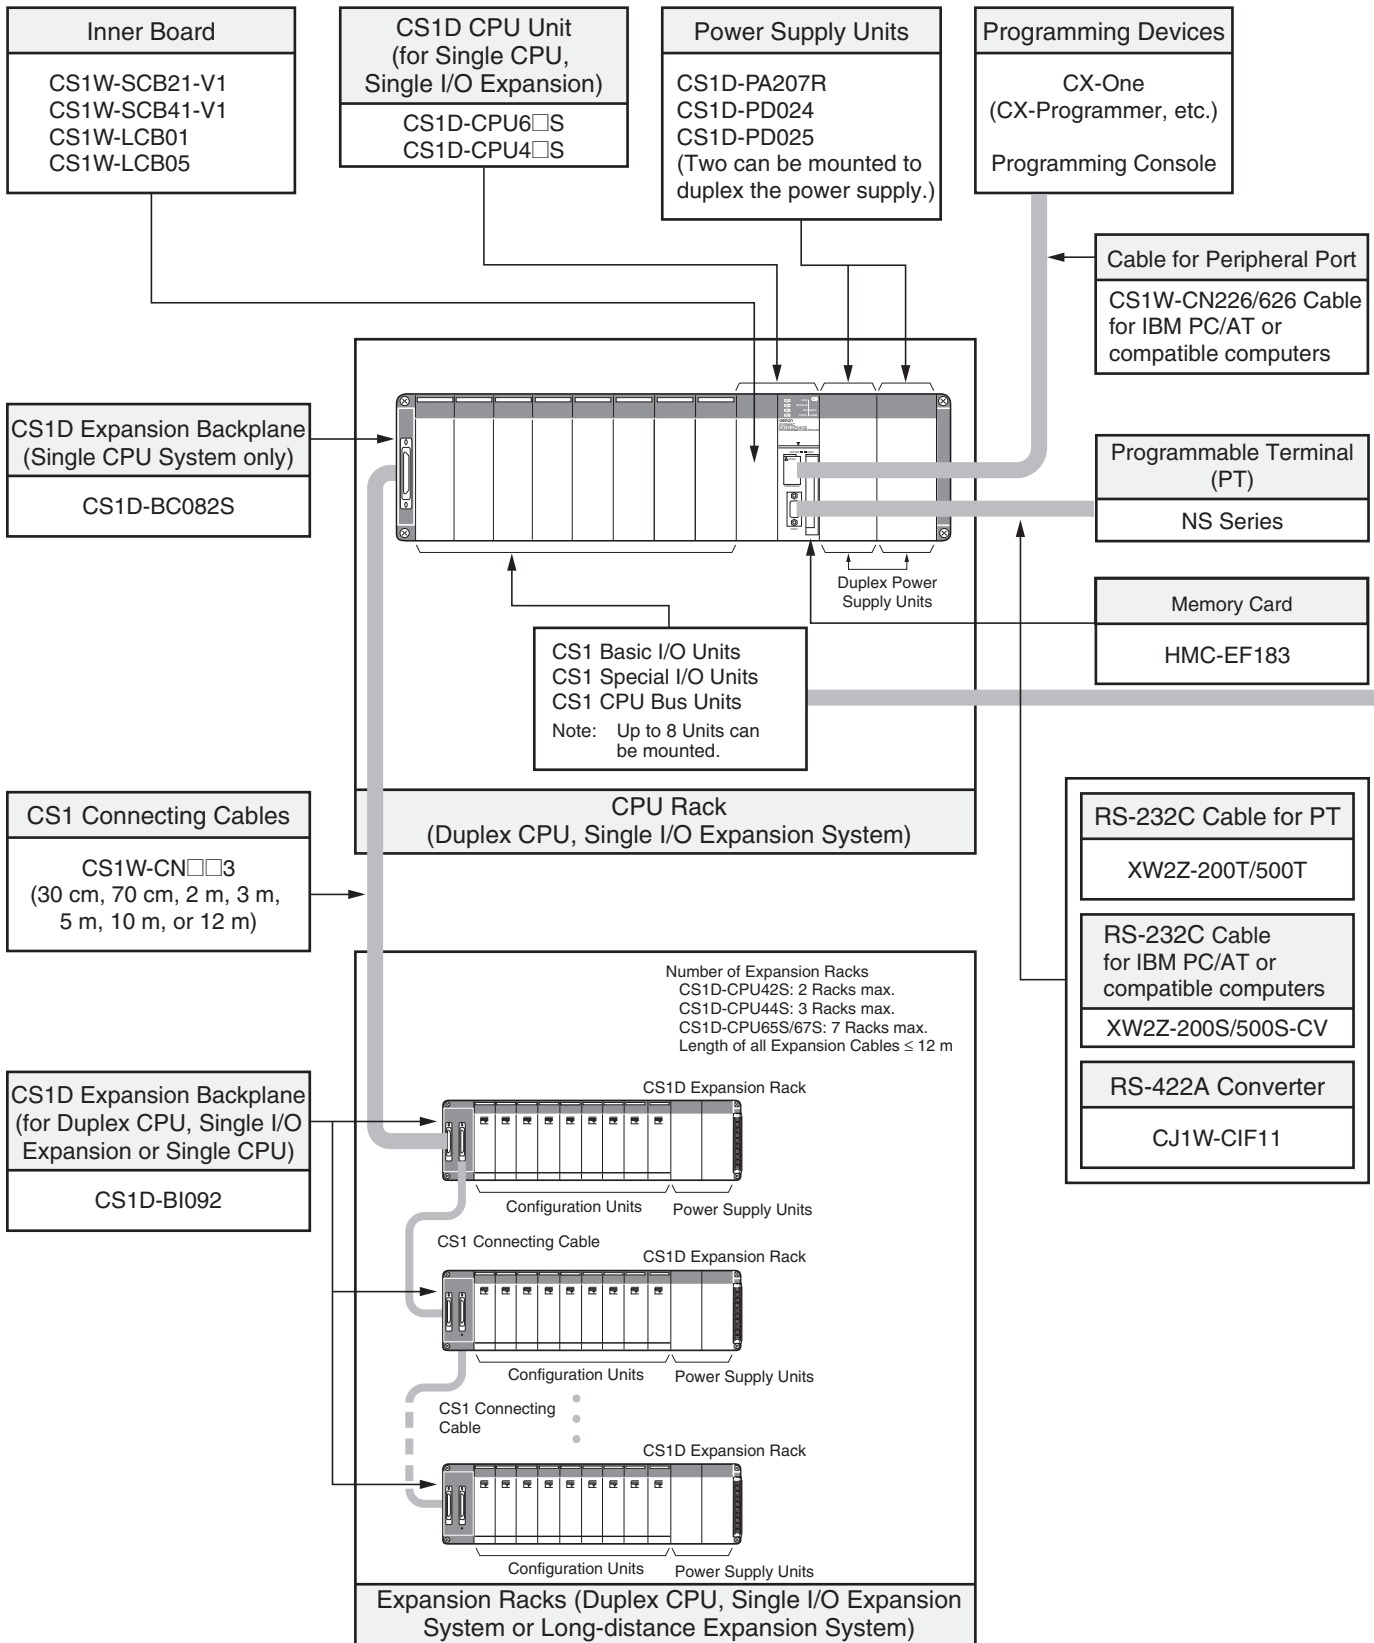 Inner Board
CS1W-SCB21-V1
CS1W-SCB41-V1
CS1W-LCB01
CS1W-LCB05
CS1D CPU Unit
(for Single CPU,
Single I/O Expansion)
CS1D-CPU6□S
CS1D-CPU4□S
Power Supply Units
CS1D-PA207R
CS1D-PD024
CS1D-PD025
(Two can be mounted to
duplex the power supply.)
Programming Devices
CX-One
(CX-Programmer, etc.)
Programming Console
Cable for Peripheral Port
CS1W-CN226/626 Cable
for IBM PC/AT or
compatible computers
CS1D Expansion Backplane
(Single CPU System only)
CS1D-BC082S
Programmable Terminal
(PT)
NS Series
Duplex Power
Supply Units
Memory Card
HMC-EF183
CS1 Basic I/O Units
CS1 Special I/O Units
CS1 CPU Bus Units
Note: Up to 8 Units can
be mounted.
CPU Rack
(Duplex CPU, Single I/O Expansion System)
CS1 Connecting Cables
CS1W-CN□□3
(30 cm, 70 cm, 2 m, 3 m,
5 m, 10 m, or 12 m)
RS-232C Cable for PT
XW2Z-200T/500T
RS-232C Cable
for IBM PC/AT or
compatible computers
XW2Z-200S/500S-CV
RS-422A Converter
CJ1W-CIF11
Number of Expansion Racks
CS1D-CPU42S: 2 Racks max.
CS1D-CPU44S: 3 Racks max.
CS1D-CPU65S/67S: 7 Racks max.
Length of all Expansion Cables ≤ 12 m
CS1D Expansion Backplane
(for Duplex CPU, Single I/O
Expansion or Single CPU)
CS1D-BI092
CS1D Expansion Rack
Configuration Units
Power Supply Units
CS1 Connecting Cable
CS1D Expansion Rack
Configuration Units
Power Supply Units
CS1 Connecting
Cable
CS1D Expansion Rack
Configuration Units
Power Supply Units
Expansion Racks (Duplex CPU, Single I/O Expansion
System or Long-distance Expansion System)